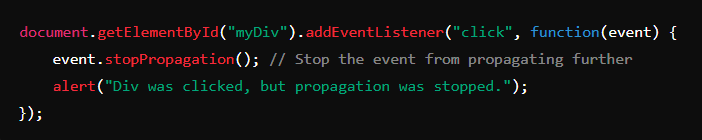 document.getElementById("myDiv").addEventListener("click", function(event) {
    event.stopPropagation(); // Stop the event from propagating further
    alert("Div was clicked, but propagation was stopped.");
});